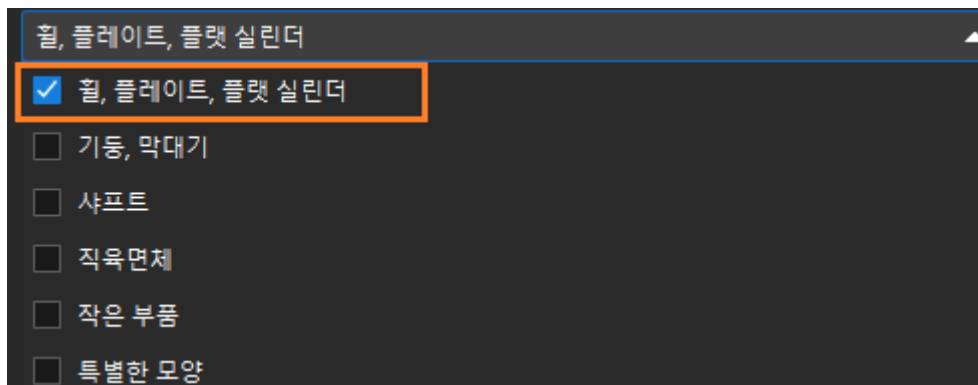 휠, 플레이트, 플랫 실린더
휠, 플레이트, 플랫 실린더
기둥, 막대기
샤프트
직육면체
작은 부품
특별한 모양